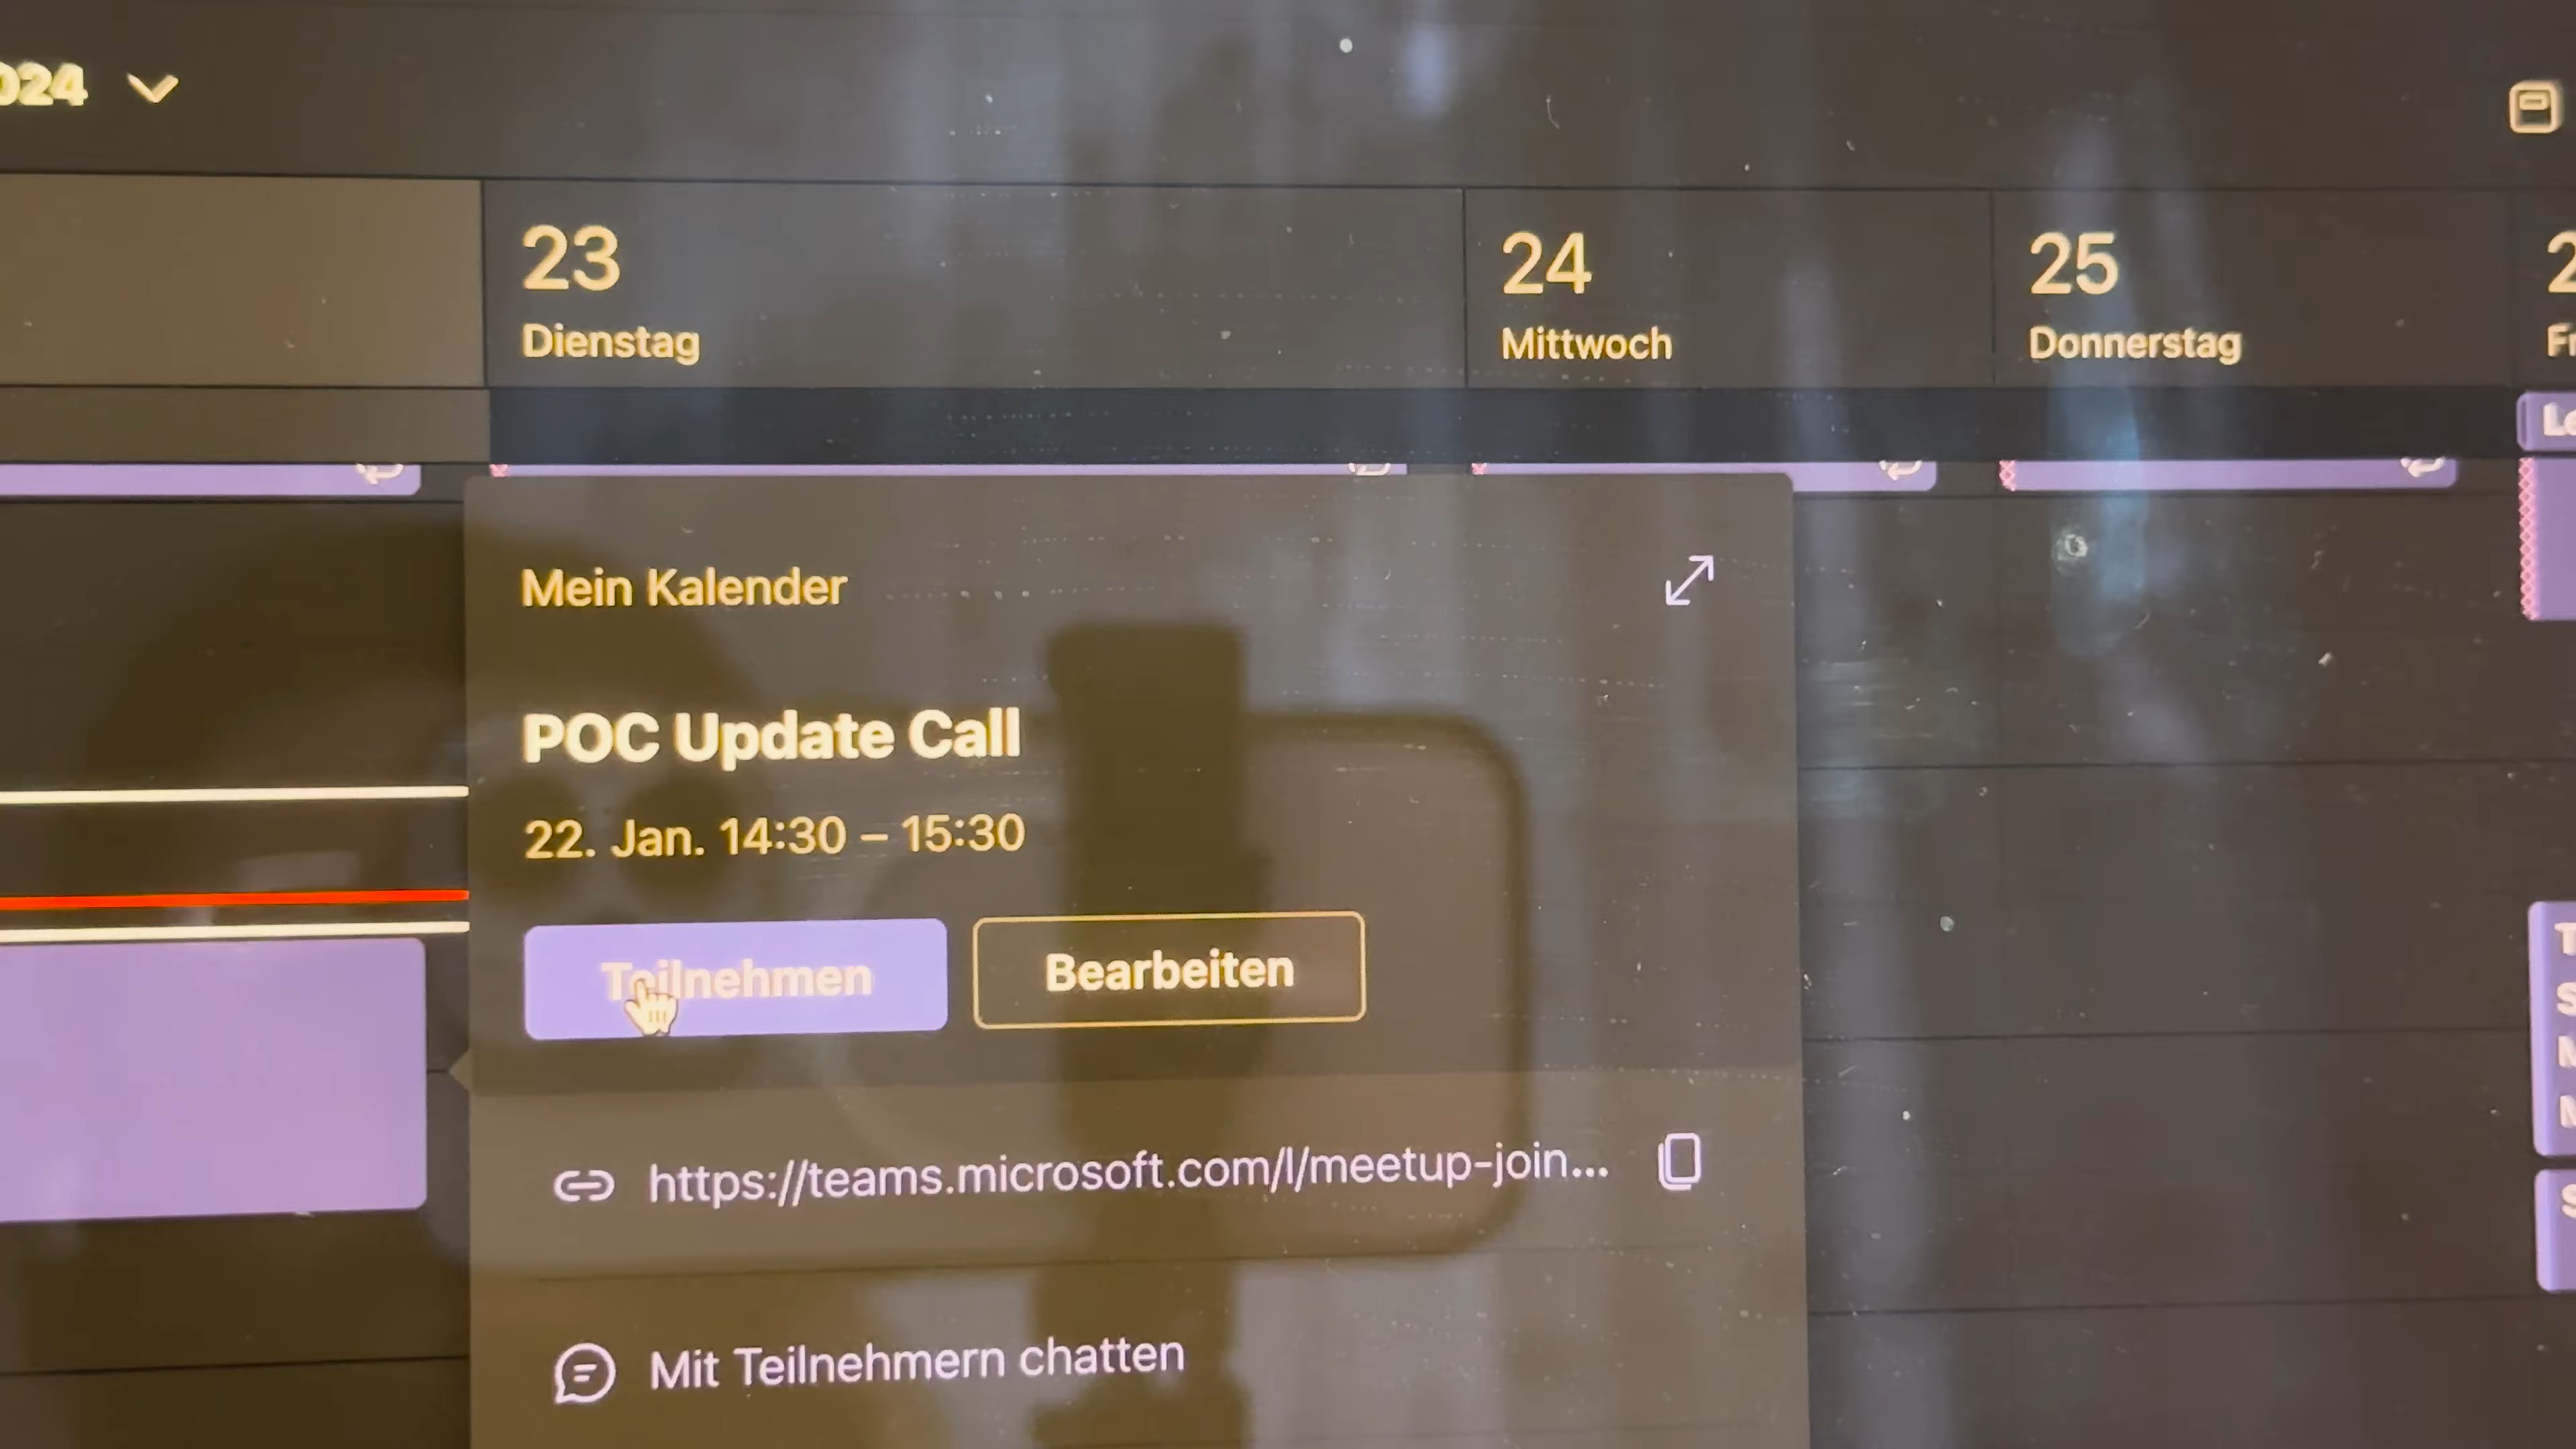 024
23
Dienstag
24
Mittwoch
25
Donnerstag
Mein Kalender
POC Update Call
22. Jan. 14:30 – 15:30
Teilnehmen
Bearbeiten
https://teams.microsoft.com/l/meetup-join...
Mit Teilnehmern chatten